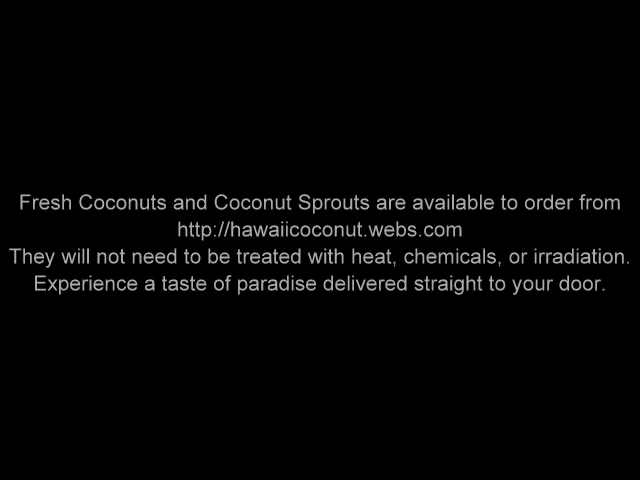 Fresh Coconuts and Coconut Sprouts are available to order from
http://hawaiicoconut.webs.com
They will not need to be treated with heat, chemicals, or irradiation.
Experience a taste of paradise delivered straight to your door.